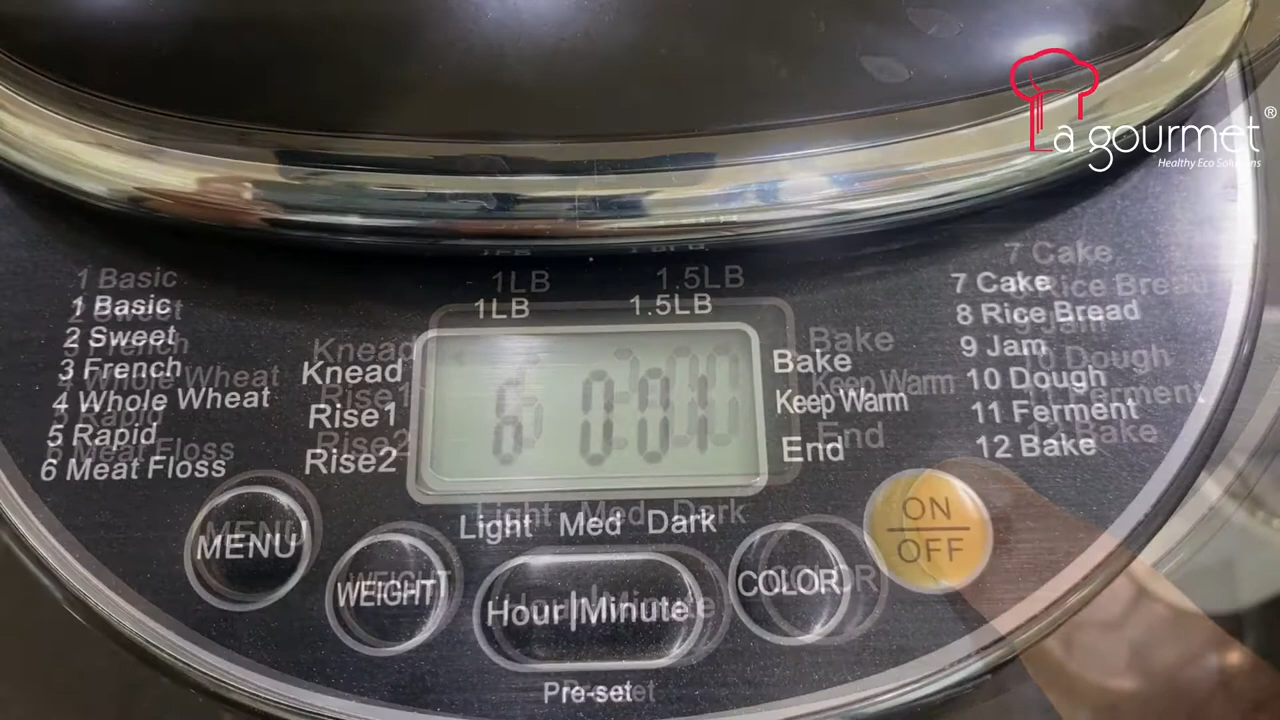 La gourmet®
Healthy Eco Solutions
1LB 1.5LB
1 Basic
2 Sweet
3 French
4 Whole Wheat
5 Rapid
6 Meat Floss
Knead
Rise1
Rise2
6 0:01
Bake
Keep Warm
End
7 Cake
8 Rice Bread
9 Jam
10 Dough
11 Ferment
12 Bake
Light Med Dark
MENU
WEIGHT
Hour|Minute
COLOR
ON
OFF
Pre-set